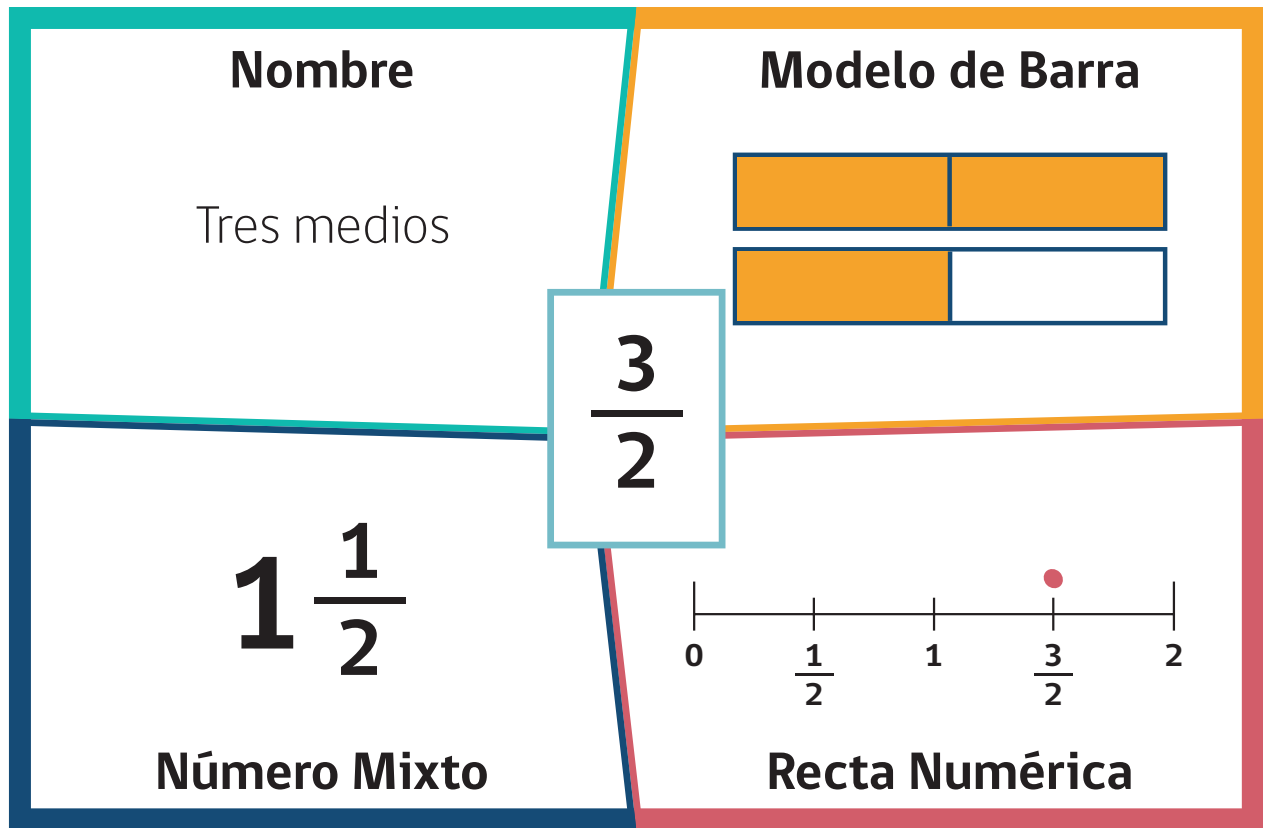 Nombre
Tres medios
Modelo de Barra
3
2
1 1
2
Número Mixto
0 1 1 3 2
2 2
Recta Numérica